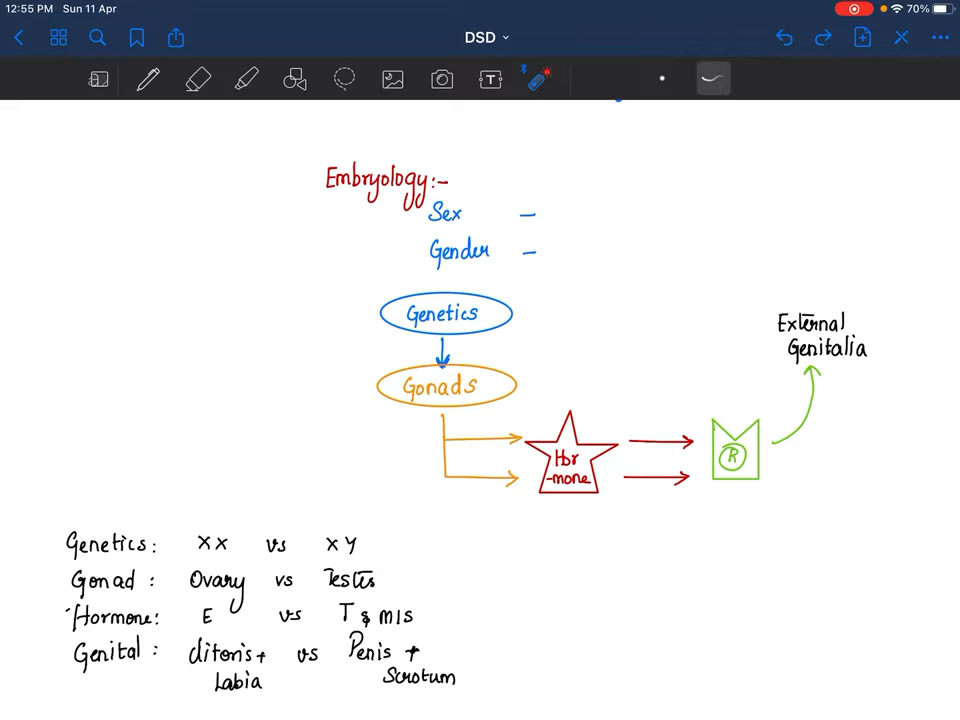 12:55 PM Sun 11 Apr
70%
DSD
T
Embryology:-
Sex -
Gender -
Genetics
Gonads
Hor
-mone
R
External
Genitalia
Genetics: XX vs XY
Gonad: Ovary vs Testis
Hormone: E vs T & MIS
Genital: Clitoris + vs Penis +
Labia Scrotum